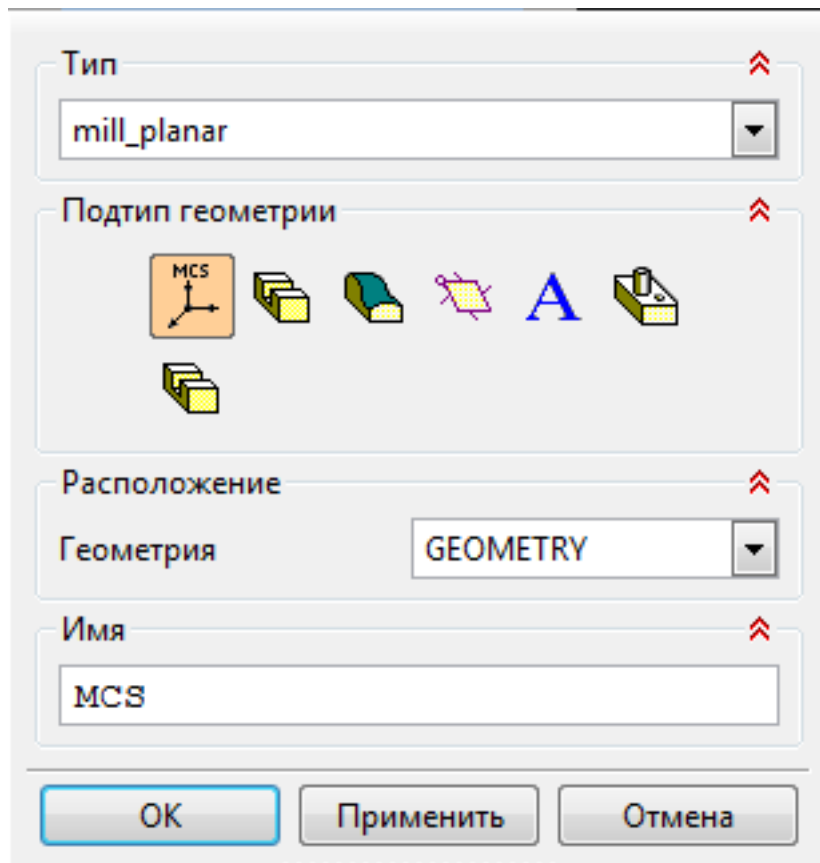 Тип
mill_planar
Подтип геометрии
MCS
A
Расположение
Геометрия GEOMETRY
Имя
MCS
OK Применить Отмена